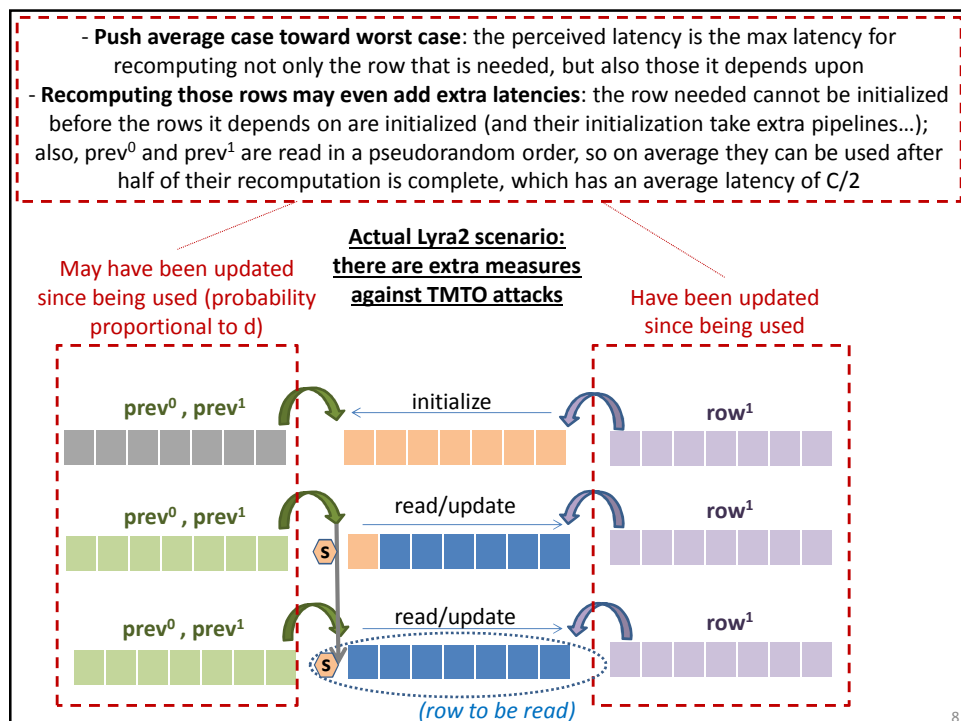 - Push average case toward worst case: the perceived latency is the max latency for
recomputing not only the row that is needed, but also those it depends upon
- Recomputing those rows may even add extra latencies: the row needed cannot be initialized
before the rows it depends on are initialized (and their initialization take extra pipelines…);
also, prev⁰ and prev¹ are read in a pseudorandom order, so on average they can be used after
half of their recomputation is complete, which has an average latency of C/2
Actual Lyra2 scenario:
there are extra measures
against TMTO attacks
May have been updated
since being used (probability
proportional to d)
Have been updated
since being used
prev⁰ , prev¹
initialize
row¹
prev⁰ , prev¹
read/update
row¹
S
prev⁰ , prev¹
read/update
row¹
S
(row to be read)
8